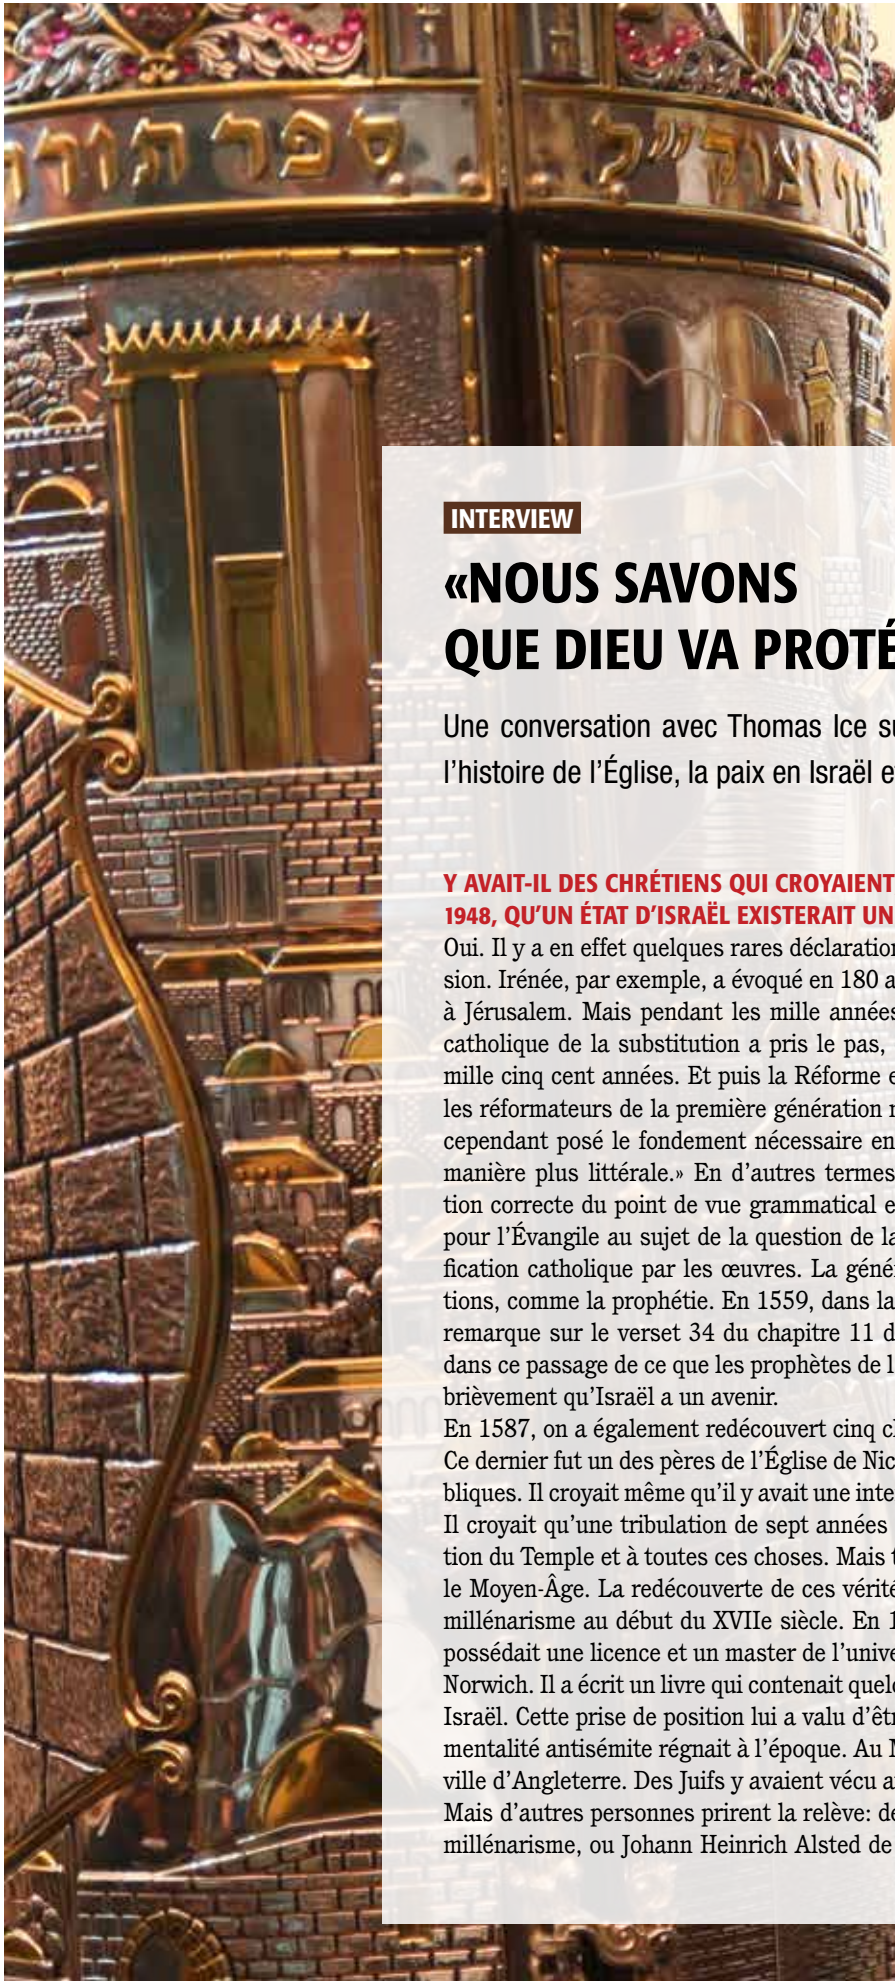 ספר תורה
INTERVIEW
«NOUS SAVONS
QUE DIEU VA PROTÉ
Une conversation avec Thomas Ice su
l’histoire de l’Église, la paix en Israël e
Y AVAIT-IL DES CHRÉTIENS QUI CROYAIENT
1948, QU’UN ÉTAT D’ISRAËL EXISTERAIT UN
Oui. Il y a en effet quelques rares déclaration
sion. Irénée, par exemple, a évoqué en 180 a
à Jérusalem. Mais pendant les mille années
catholique de la substitution a pris le pas,
mille cinq cent années. Et puis la Réforme e
les réformateurs de la première génération n
cependant posé le fondement nécessaire en
manière plus littérale.» En d’autres termes
tion correcte du point de vue grammatical e
pour l’Évangile au sujet de la question de la
fication catholique par les œuvres. La géné
tions, comme la prophétie. En 1559, dans la
remarque sur le verset 34 du chapitre 11 d
dans ce passage de ce que les prophètes de l
brièvement qu’Israël a un avenir.
En 1587, on a également redécouvert cinq ch
Ce dernier fut un des pères de l’Église de Nic
bliques. Il croyait même qu’il y avait une inte
Il croyait qu’une tribulation de sept années
tion du Temple et à toutes ces choses. Mais t
le Moyen-Âge. La redécouverte de ces vérité
millénarisme au début du XVIIe siècle. En 1
possédait une licence et un master de l’unive
Norwich. Il a écrit un livre qui contenait quel
Israël. Cette prise de position lui a valu d’êtr
mentalité antisémite régnait à l’époque. Au M
ville d’Angleterre. Des Juifs y avaient vécu a
Mais d’autres personnes prirent la relève: de
millénarisme, ou Johann Heinrich Alsted de